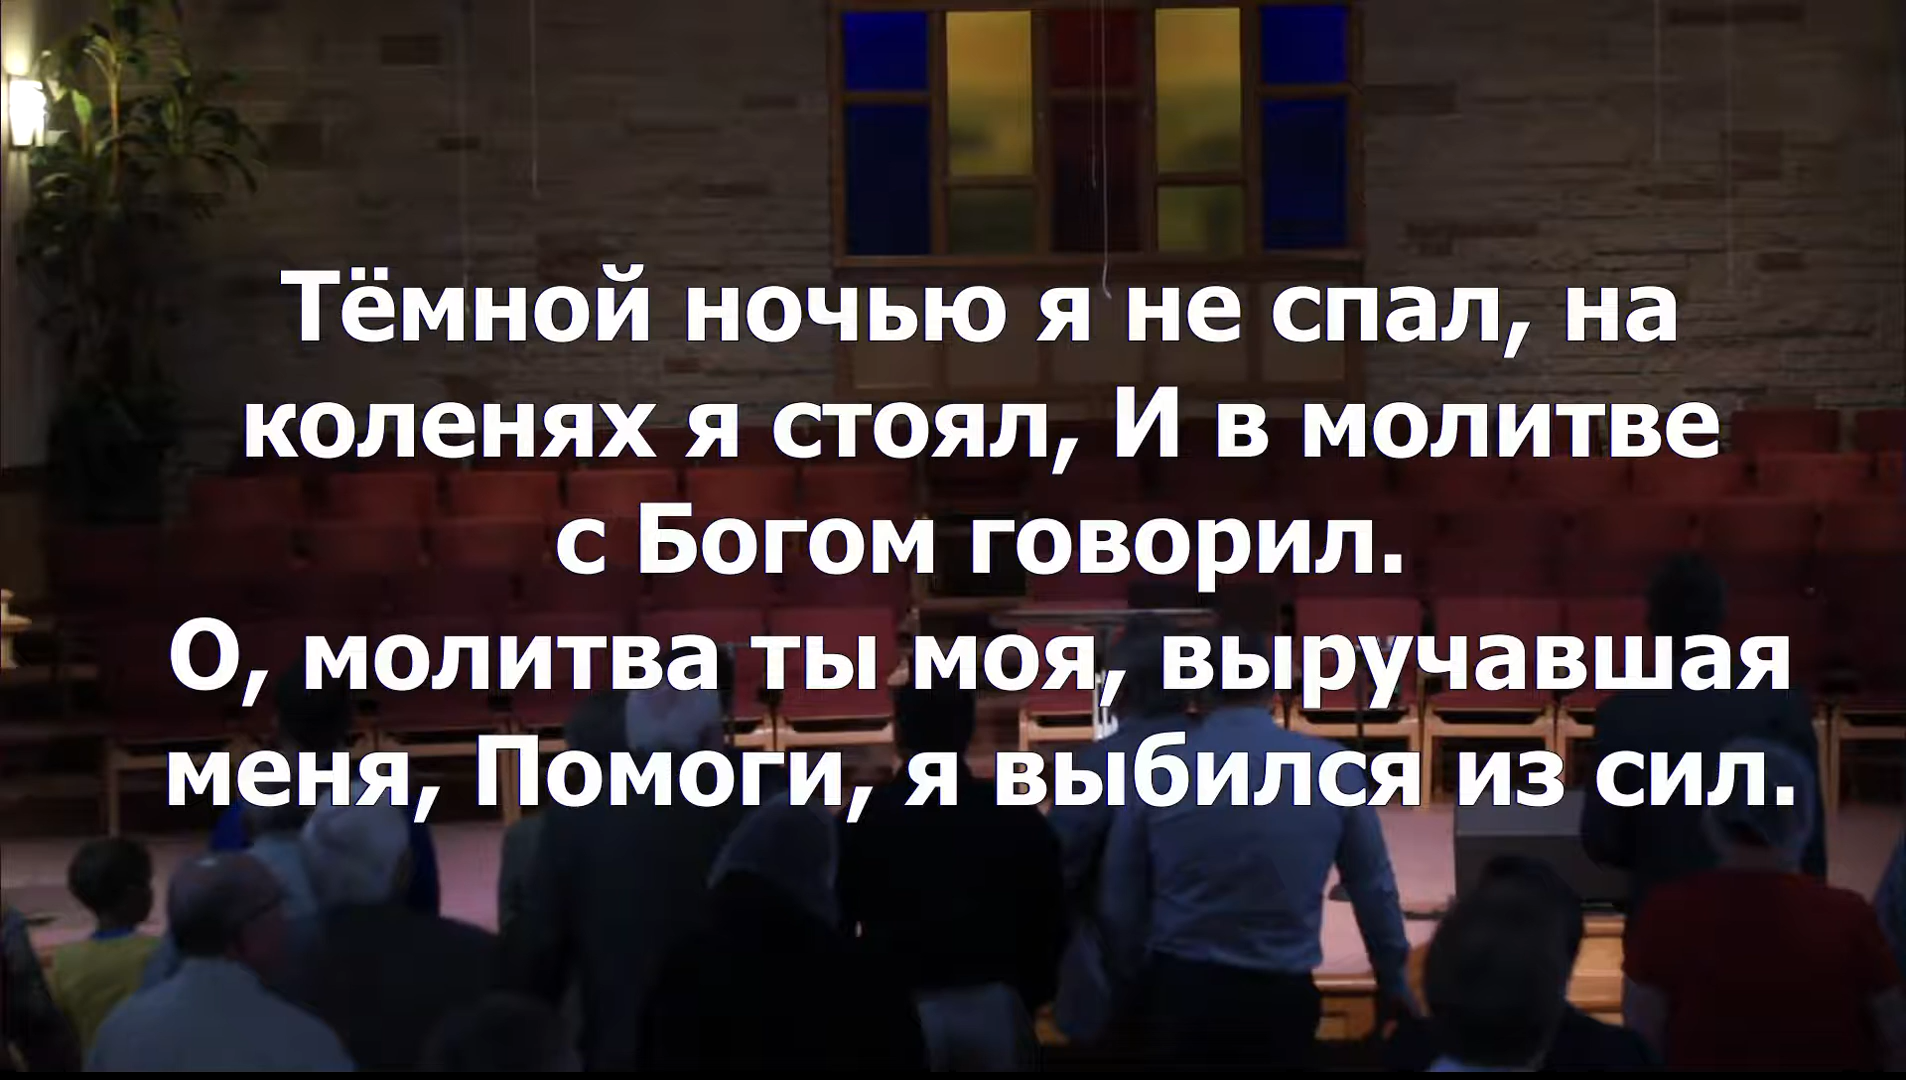 Тёмной ночью я не спал, на
коленях я стоял, И в молитве
с Богом говорил.
О, молитва ты моя, выручавшая
меня, Помоги, я выбился из сил.